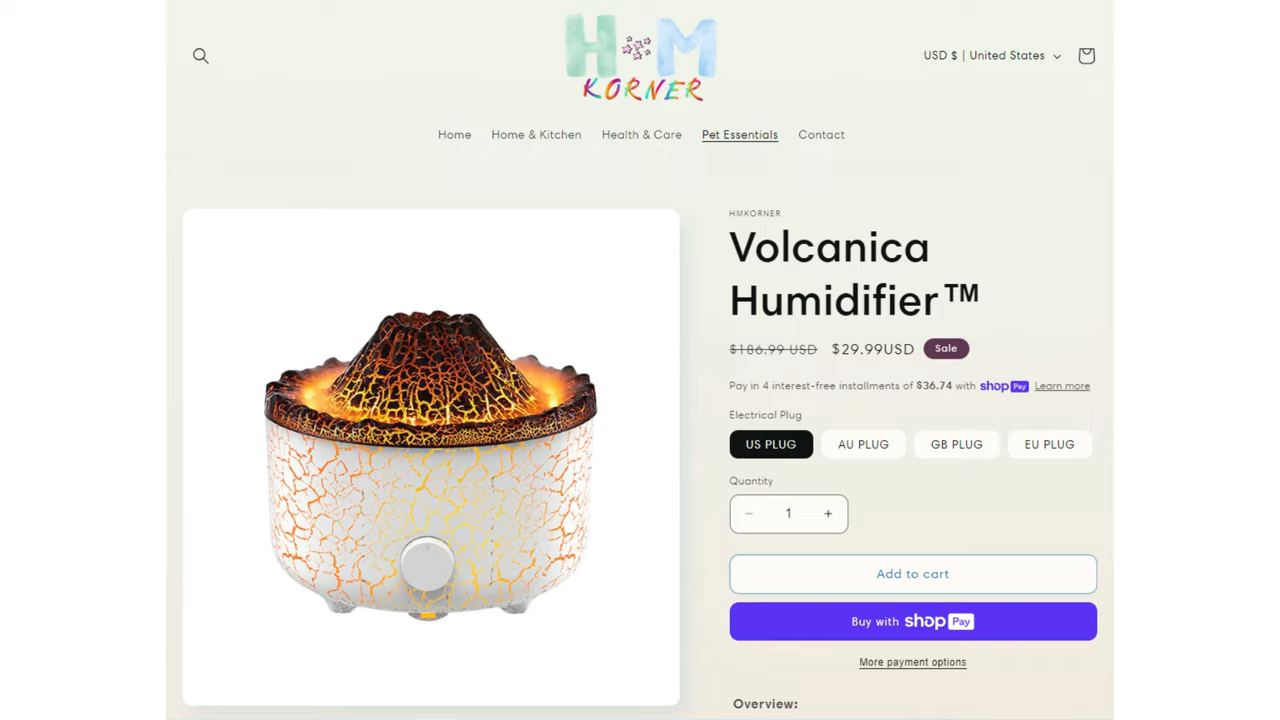 H M
KORNER
USD $ | United States
Home Home & Kitchen Health & Care Pet Essentials Contact
HMKORNER
Volcanica
Humidifier™
$186.99 USD $29.99USD Sale
Pay in 4 interest-free installments of $36.74 with shop Pay Learn more
Electrical Plug
US PLUG AU PLUG GB PLUG EU PLUG
Quantity
− 1 +
Add to cart
Buy with shop Pay
More payment options
Overview: